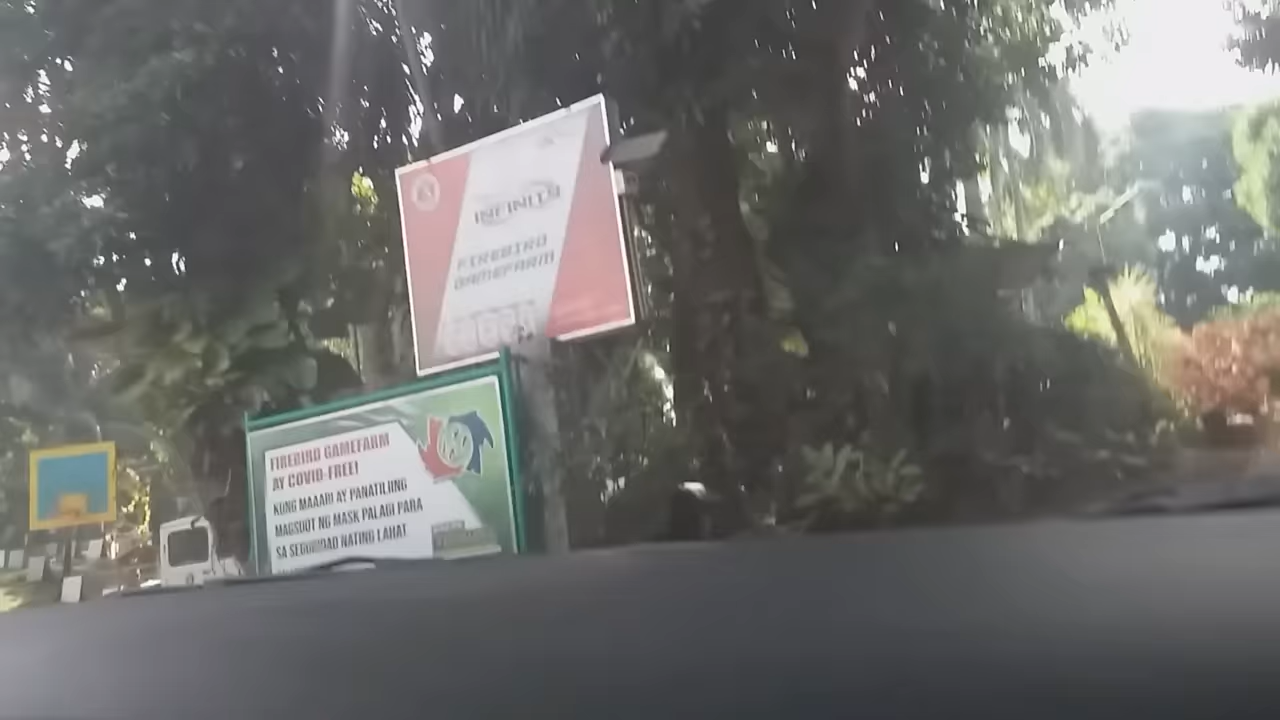 INFINITY
FIREBIRD
GAMEFARM
FIREBIRD GAMEFARM
AY COVID-FREE!
KUNG MAAARI AY PANATILIING
MAGSUOT NG MASK PALAGI PARA
SA SEGURIDAD NATING LAHAT